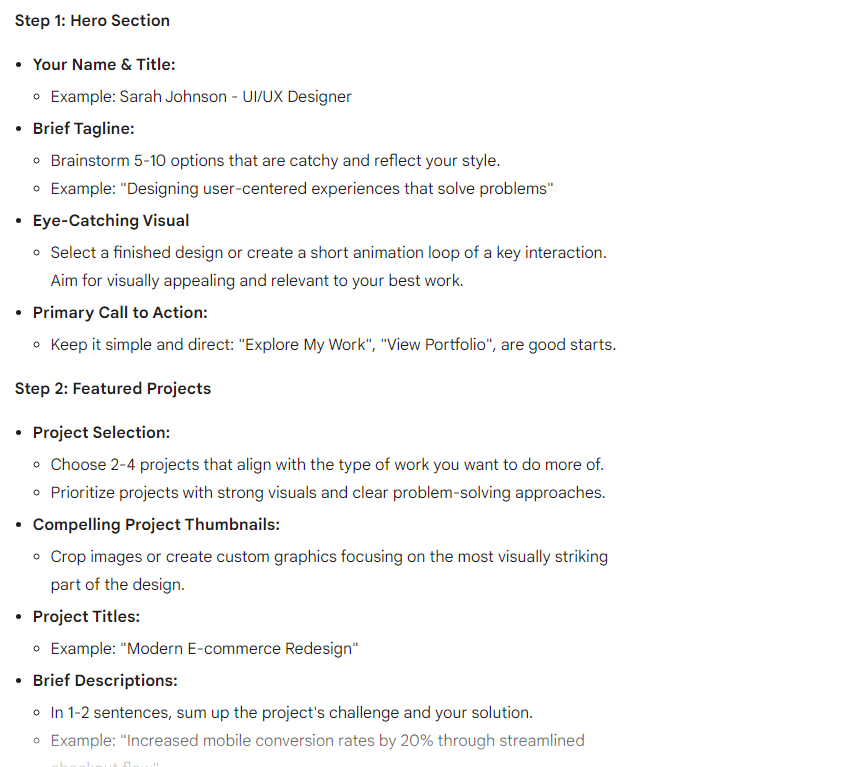 Step 1: Hero Section
Your Name & Title:
Example: Sarah Johnson - UI/UX Designer
Brief Tagline:
Brainstorm 5-10 options that are catchy and reflect your style.
Example: "Designing user-centered experiences that solve problems"
Eye-Catching Visual
Select a finished design or create a short animation loop of a key interaction.
Aim for visually appealing and relevant to your best work.
Primary Call to Action:
Keep it simple and direct: "Explore My Work", "View Portfolio", are good starts.
Step 2: Featured Projects
Project Selection:
Choose 2-4 projects that align with the type of work you want to do more of.
Prioritize projects with strong visuals and clear problem-solving approaches.
Compelling Project Thumbnails:
Crop images or create custom graphics focusing on the most visually striking
part of the design.
Project Titles:
Example: "Modern E-commerce Redesign"
Brief Descriptions:
In 1-2 sentences, sum up the project's challenge and your solution.
Example: "Increased mobile conversion rates by 20% through streamlined
checkout flow"